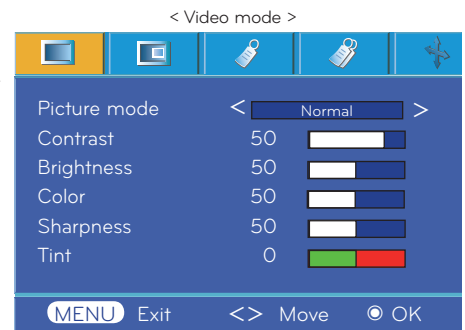 < Video mode >
Picture mode < Normal >
Contrast 50
Brightness 50
Color 50
Sharpness 50
Tint 0
MENU Exit <> Move ◉ OK